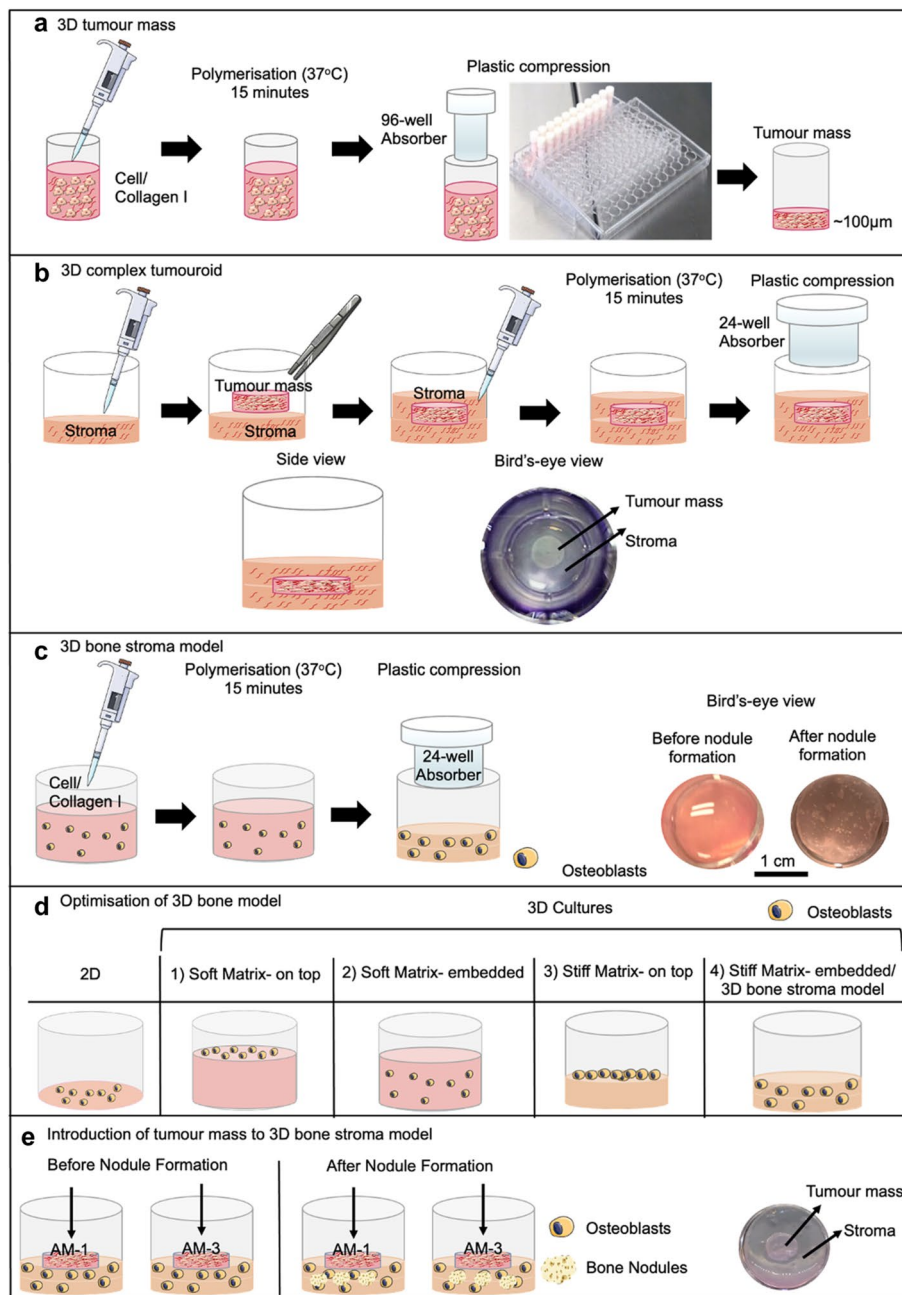 a 3D tumour mass
Polymerisation (37°C)
15 minutes
Plastic compression
96-well
Absorber
Cell/
Collagen I
Tumour mass
~100µm
b 3D complex tumouroid
Polymerisation (37°C)
15 minutes
Plastic compression
24-well
Absorber
Stroma
Tumour mass
Stroma
Stroma
Side view
Bird's-eye view
Tumour mass
Stroma
c 3D bone stroma model
Polymerisation (37°C)
15 minutes
Plastic compression
Cell/
Collagen I
24-well
Absorber
Osteoblasts
Bird's-eye view
Before nodule
formation
After nodule
formation
1 cm
d Optimisation of 3D bone model
3D Cultures
Osteoblasts
2D
1) Soft Matrix- on top
2) Soft Matrix- embedded
3) Stiff Matrix- on top
4) Stiff Matrix- embedded/
3D bone stroma model
e Introduction of tumour mass to 3D bone stroma model
Before Nodule Formation
After Nodule Formation
AM-1
AM-3
AM-1
AM-3
Osteoblasts
Bone Nodules
Tumour mass
Stroma